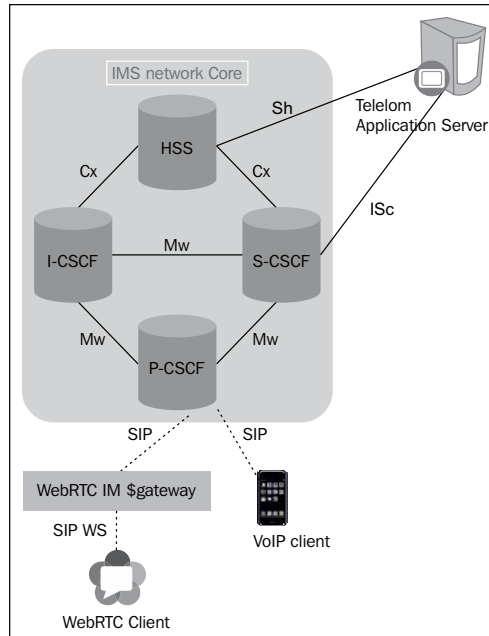 IMS network Core
Sh
Telelom
Application Server
HSS
Cx
Cx
ISc
I-CSCF
Mw
S-CSCF
Mw
Mw
P-CSCF
SIP
SIP
WebRTC IM $gateway
SIP WS
VoIP client
WebRTC Client